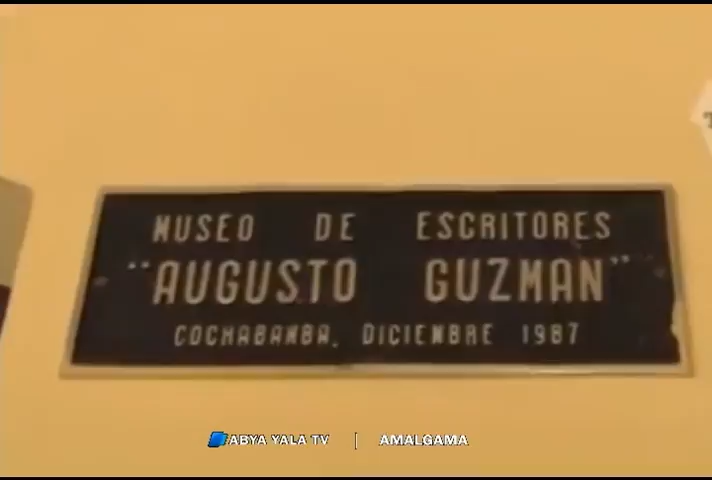 MUSEO DE ESCRITORES
"AUGUSTO GUZMAN"
COCHABAMBA, DICIEMBRE 1987
ABYA YALA TV | AMALGAMA